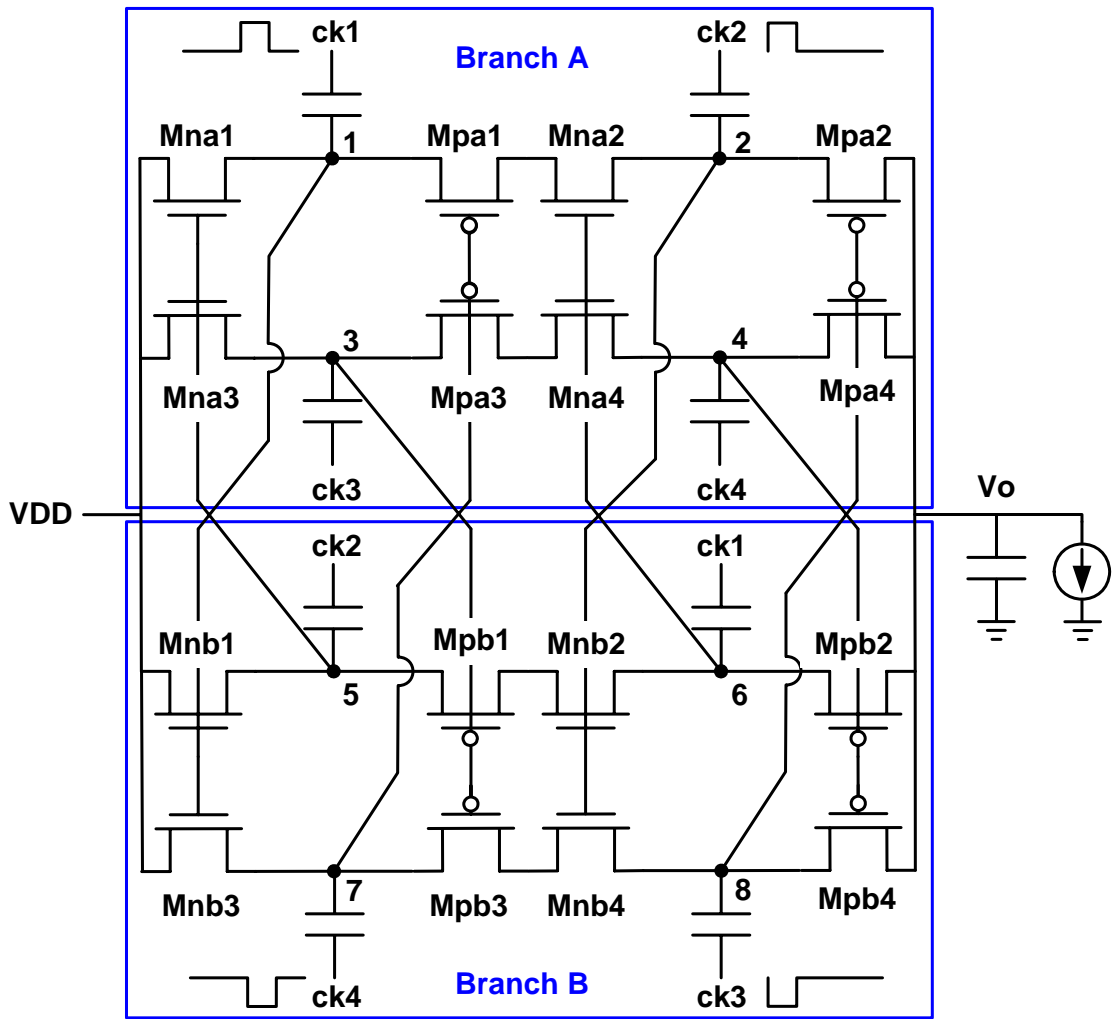 ck1 ck2
Branch A
Mna1 1 Mpa1 Mna2 2 Mpa2
3 4
Mna3 Mpa3 Mna4 Mpa4
ck3 ck4
VDD Vo
ck2 ck1
Mnb1 Mpb1 Mnb2 Mpb2
5 6
7 8
Mnb3 Mpb3 Mnb4 Mpb4
Branch B
ck4 ck3